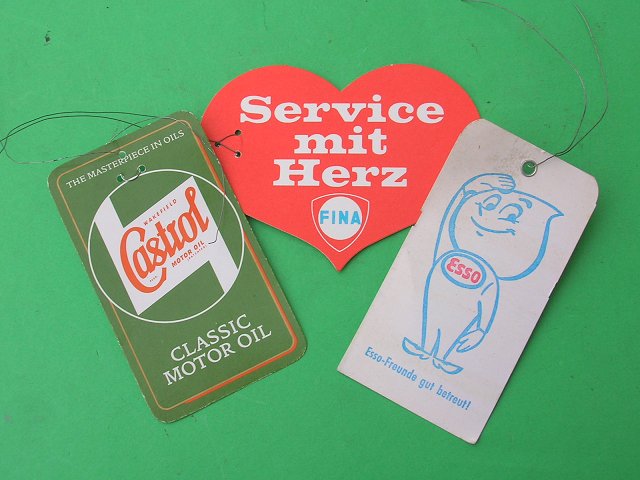 THE MASTERPIECE IN OILS
WAKEFIELD
Castrol
MOTOR OIL
CLASSIC
MOTOR OIL
Service
mit
Herz
FINA
Esso
Esso-Freunde gut betreut!